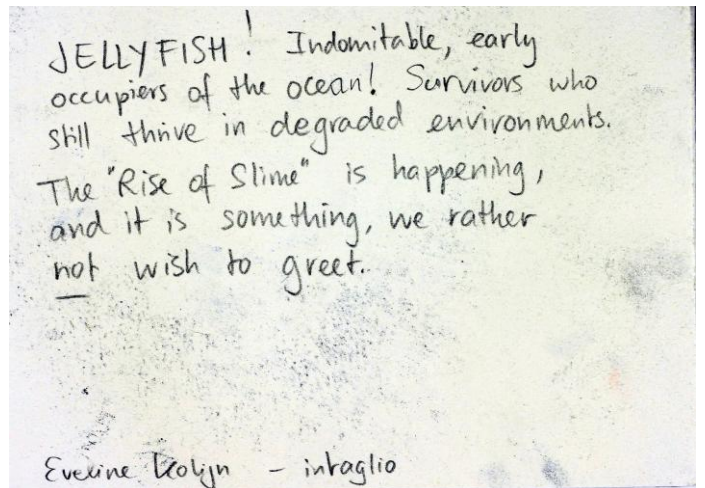 JELLYFISH! Indomitable, early
occupiers of the ocean! Survivors who
still thrive in degraded environments.
The "Rise of Slime" is happening,
and it is something, we rather
not wish to greet.
Eveline Kolijn - intaglio